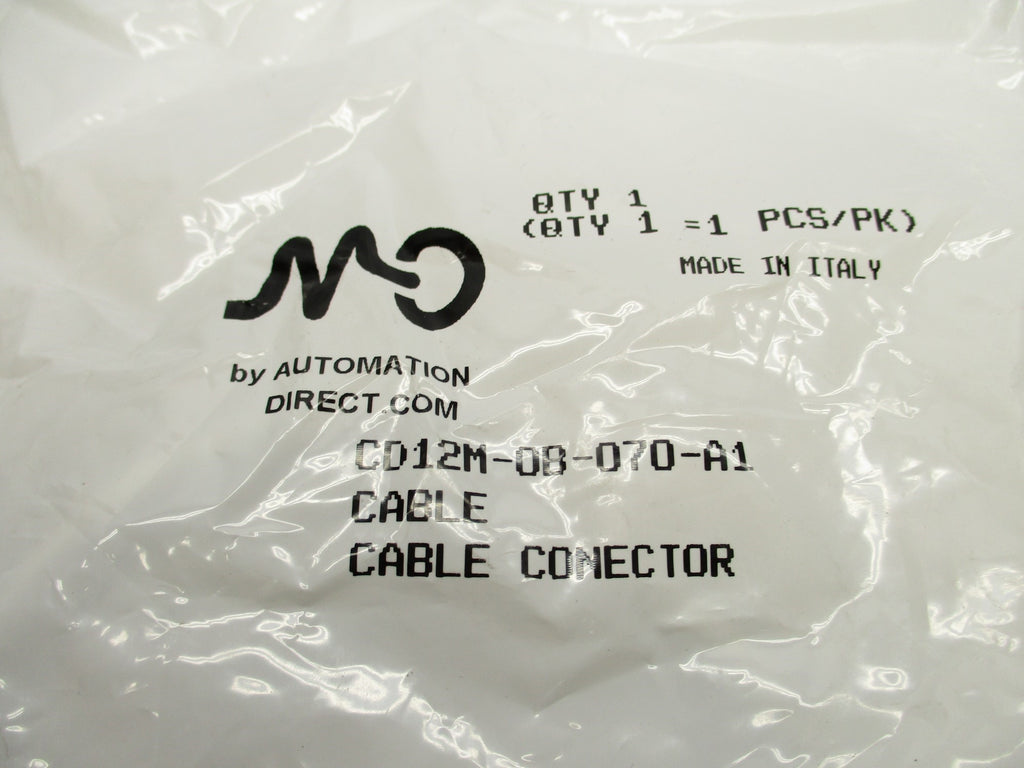 QTY 1
(QTY 1 =1 PCS/PK)
MADE IN ITALY
by AUTOMATION
DIRECT.COM
CD12M-0B-070-A1
CABLE
CABLE CONECTOR